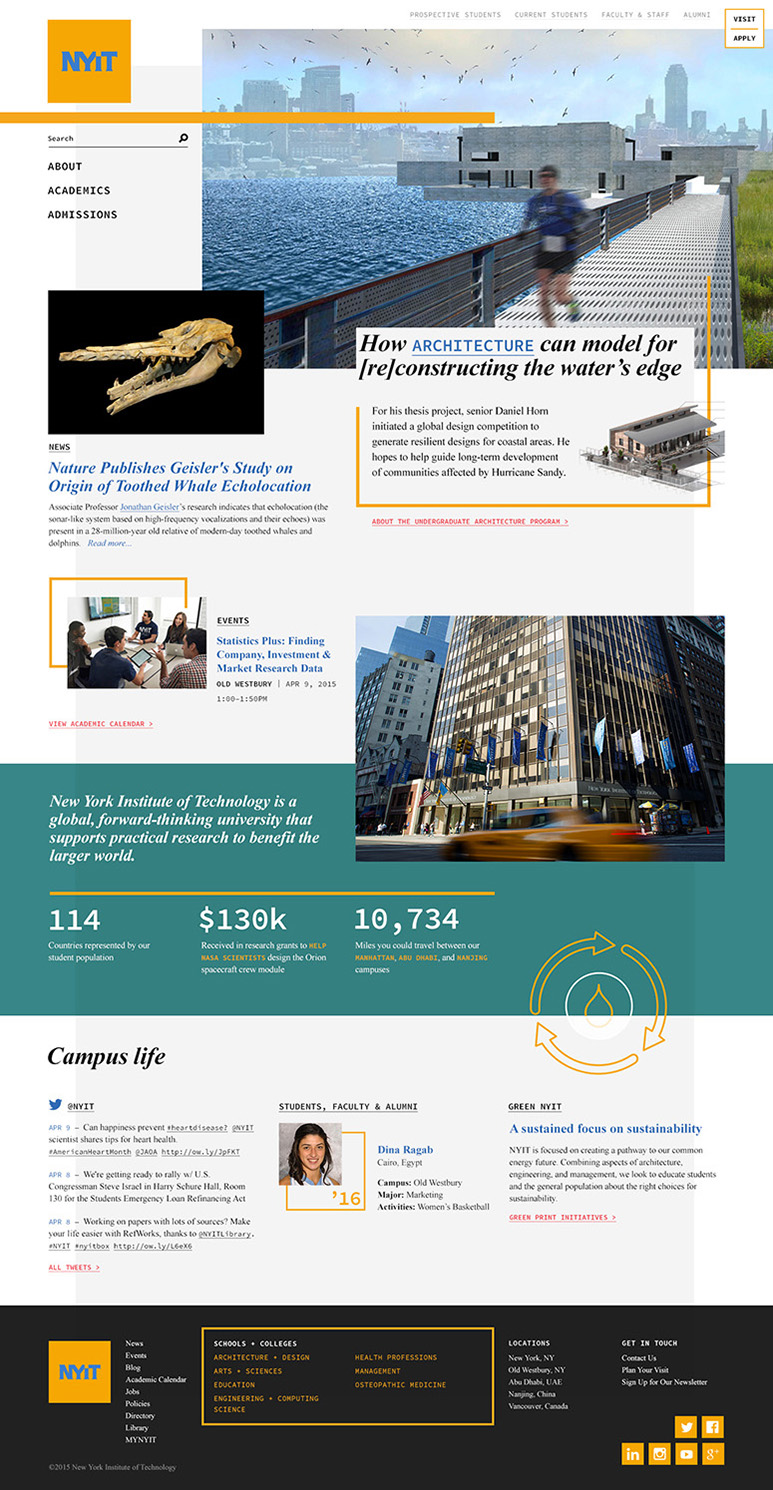 PROSPECTIVE STUDENTS CURRENT STUDENTS FACULTY & STAFF ALUMNI
VISIT
APPLY
NYiT
Search
ABOUT
ACADEMICS
ADMISSIONS
How ARCHITECTURE can model for
[re]constructing the water's edge
For his thesis project, senior Daniel Horn
initiated a global design competition to
generate resilient designs for coastal areas. He
hopes to help guide long-term development
of communities affected by Hurricane Sandy.
ABOUT THE UNDERGRADUATE ARCHITECTURE PROGRAM >
NEWS
Nature Publishes Geisler's Study on
Origin of Toothed Whale Echolocation
Associate Professor Jonathan Geisler's research indicates that echolocation (the
sonar-like system based on high-frequency vocalizations and their echoes) was
present in a 28-million-year old relative of modern-day toothed whales and
dolphins. Read more...
NYIT
EVENTS
Statistics Plus: Finding
Company, Investment &
Market Research Data
OLD WESTBURY | APR 9, 2015
1:00–1:50PM
VIEW ACADEMIC CALENDAR >
NEW YORK INSTITUTE OF TECHNOLOGY
New York Institute of Technology is a
global, forward-thinking university that
supports practical research to benefit the
larger world.
114
Countries represented by our
student population
$130k
Received in research grants to HELP
NASA SCIENTISTS design the Orion
spacecraft crew module
10,734
Miles you could travel between our
MANHATTAN, ABU DHABI, and NANJING
campuses
Campus life
@NYIT
APR 9 – Can happiness prevent #heartdisease? @NYIT
scientist shares tips for heart health.
#AmericanHeartMonth @JAOA http://ow.ly/JpFKT
APR 8 – We're getting ready to rally w/ U.S.
Congressman Steve Israel in Harry Schure Hall, Room
130 for the Students Emergency Loan Refinancing Act
APR 8 – Working on papers with lots of sources? Make
your life easier with RefWorks, thanks to @NYITLibrary.
#NYIT #nyitbox http://ow.ly/L6eX6
ALL TWEETS >
STUDENTS, FACULTY & ALUMNI
'16
Dina Ragab
Cairo, Egypt
Campus: Old Westbury
Major: Marketing
Activities: Women's Basketball
GREEN NYIT
A sustained focus on sustainability
NYIT is focused on creating a pathway to our common
energy future. Combining aspects of architecture,
engineering, and management, we look to educate students
and the general population about the right choices for
sustainability.
GREEN PRINT INITIATIVES >
NYiT
News
Events
Blog
Academic Calendar
Jobs
Policies
Directory
Library
MYNYIT
SCHOOLS + COLLEGES
ARCHITECTURE + DESIGN
ARTS + SCIENCES
EDUCATION
ENGINEERING + COMPUTING
SCIENCE
HEALTH PROFESSIONS
MANAGEMENT
OSTEOPATHIC MEDICINE
LOCATIONS
New York, NY
Old Westbury, NY
Abu Dhabi, UAE
Nanjing, China
Vancouver, Canada
GET IN TOUCH
Contact Us
Plan Your Visit
Sign Up for Our Newsletter
in
g+
©2015 New York Institute of Technology